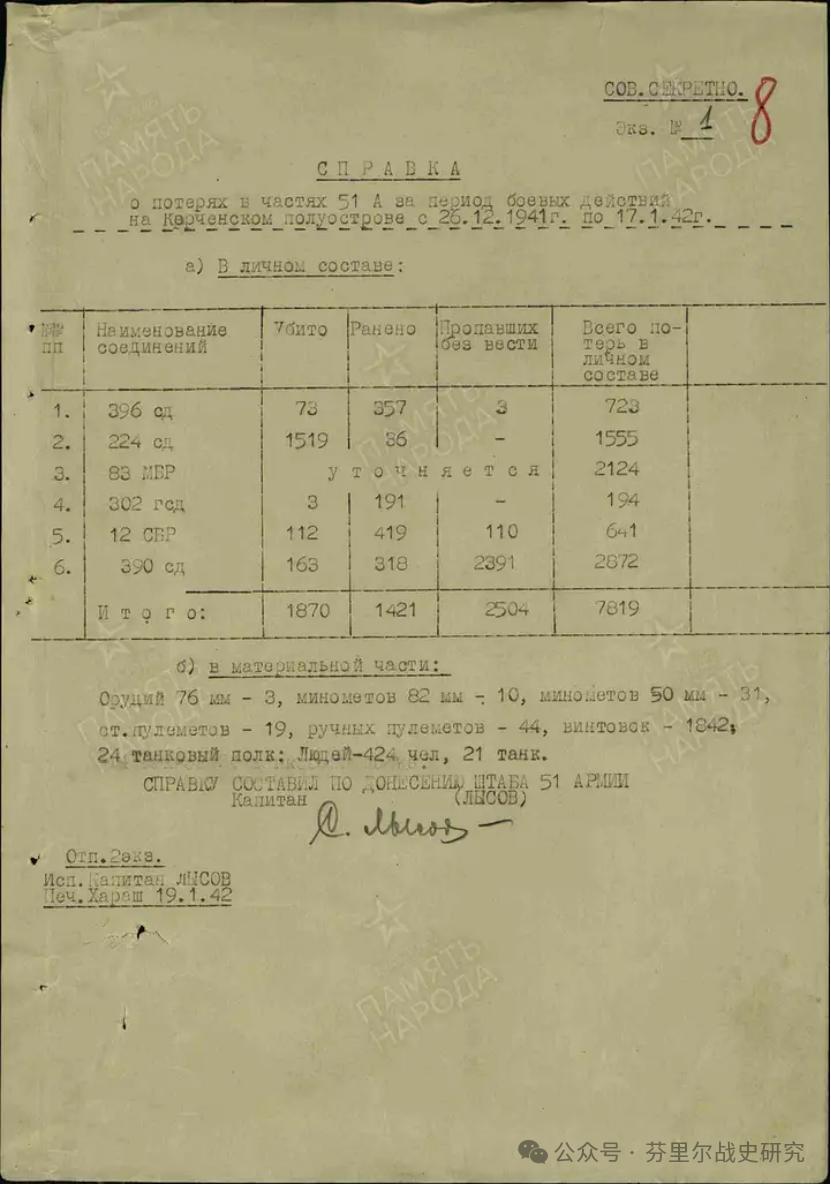 СОВ.СЕКРЕТНО.
8
Экз. № 1
СПРАВКА
о потерях в частях 51 А за период боевых действий
на Керченском полуострове с 26.12.1941г. по 17.1.42г.
а) В личном составе:
№№ пп | Наименование соединений | Убито | Ранено | Пропавших без вести | Всего потерь в личном составе
1. 396 сд 73 357 3 723
2. 224 сд 1519 36 - 1555
3. 83 МБР уточняется 2124
4. 302 гсд 3 191 - 194
5. 12 СБР 112 419 110 641
6. 390 сд 163 318 2391 2872
Итого: 1870 1421 2504 7819
б) в материальной части:
Орудий 76 мм - 3, минометов 82 мм - 10, минометов 50 мм - 31,
ст.пулеметов - 19, ручных пулеметов - 44, винтовок - 1842,
24 танковый полк: Людей-424 чел, 21 танк.
СПРАВКУ СОСТАВИЛ ПО ДОНЕСЕНИЮ ШТАБА 51 АРМИИ
Капитан (ЛЫСОВ)
Лысов
Отп.2экз.
Исп.Капитан ЛЫСОВ
Печ.Хараш 19.1.42
ПАМЯТЬ НАРОДА
公众号 · 芬里尔战史研究